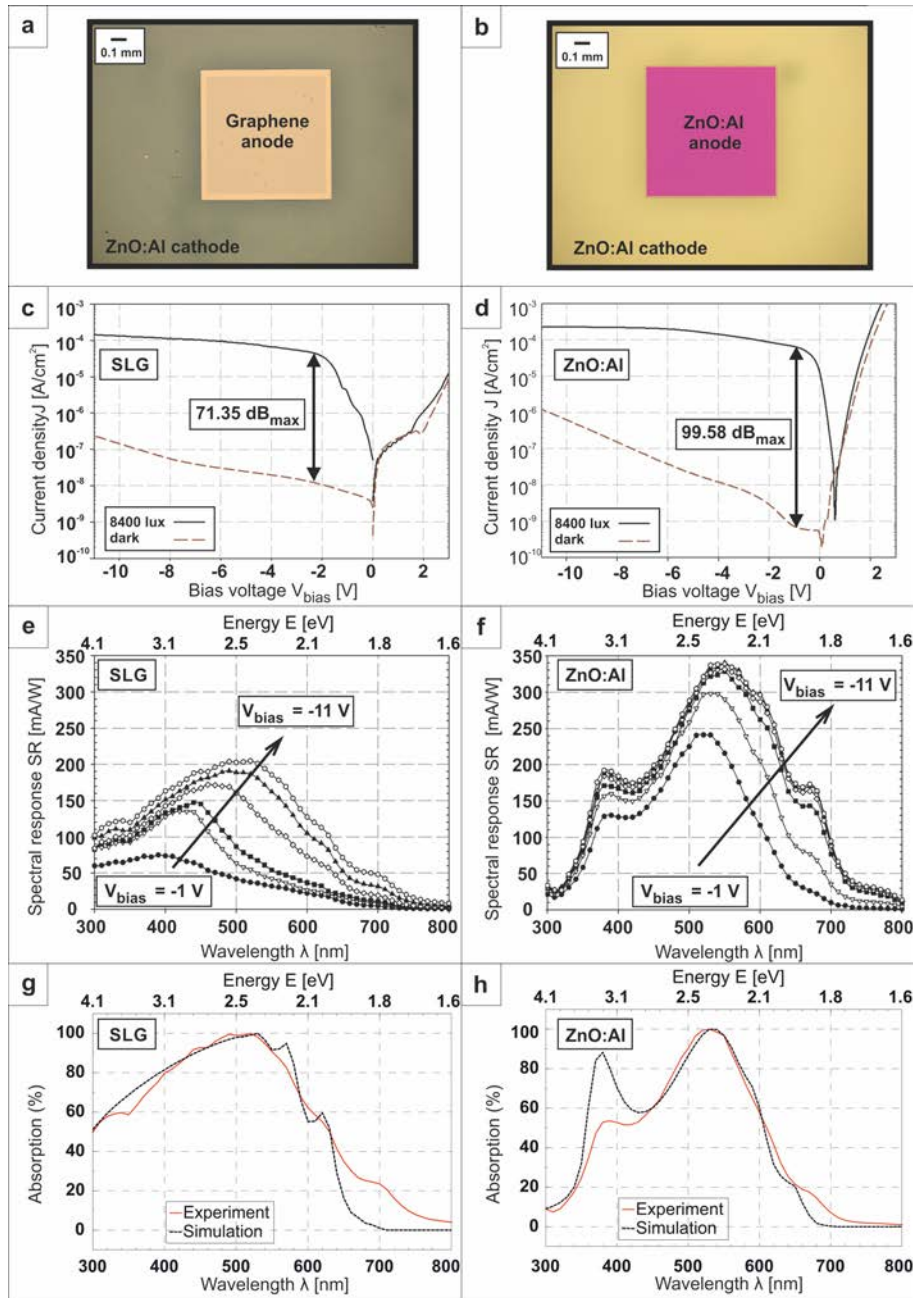 a
0.1 mm
Graphene
anode
ZnO:Al cathode
b
0.1 mm
ZnO:Al
anode
ZnO:Al cathode
c
SLG
71.35 dBmax
8400 lux
dark
10⁻³
10⁻⁴
10⁻⁵
10⁻⁶
10⁻⁷
10⁻⁸
10⁻⁹
10⁻¹⁰
Current densityJ [A/cm²]
-10 -8 -6 -4 -2 0 2
Bias voltage Vbias [V]
d
ZnO:Al
99.58 dBmax
8400 lux
dark
10⁻³
10⁻⁴
10⁻⁵
10⁻⁶
10⁻⁷
10⁻⁸
10⁻⁹
10⁻¹⁰
Current density J [A/cm²]
-10 -8 -6 -4 -2 0 2
Bias voltage Vbias [V]
e
Energy E [eV]
4.1 3.1 2.5 2.1 1.8 1.6
SLG
Vbias = -11 V
Vbias = -1 V
350
300
250
200
150
100
50
0
Spectral response SR [mA/W]
300 400 500 600 700 800
Wavelength λ [nm]
f
Energy E [eV]
4.1 3.1 2.5 2.1 1.8 1.6
ZnO:Al
Vbias = -11 V
Vbias = -1 V
350
300
250
200
150
100
50
0
Spectral response SR [mA/W]
300 400 500 600 700 800
Wavelength λ [nm]
g
Energy E [eV]
4.1 3.1 2.5 2.1 1.8 1.6
SLG
100
80
60
40
20
0
Absorption (%)
Experiment
Simulation
300 400 500 600 700 800
Wavelength λ [nm]
h
Energy E [eV]
4.1 3.1 2.5 2.1 1.8 1.6
ZnO:Al
100
80
60
40
20
0
Absorption (%)
Experiment
Simulation
300 400 500 600 700 800
Wavelength λ [nm]